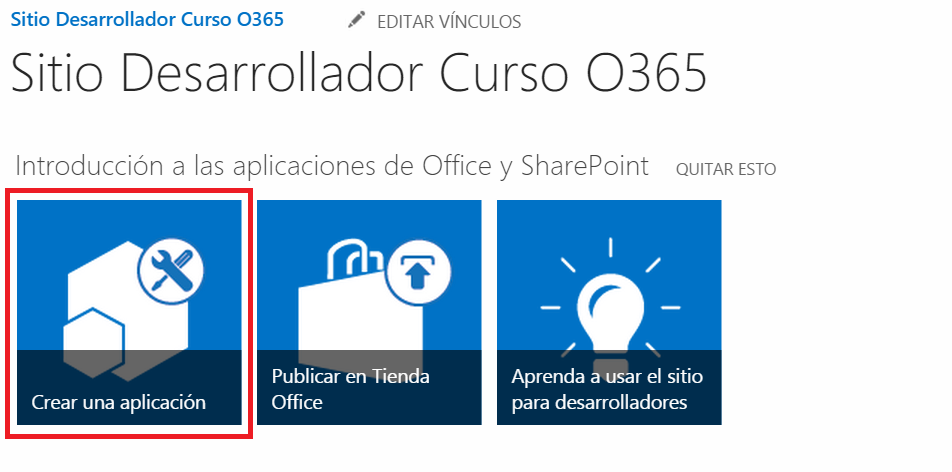 Sitio Desarrollador Curso O365
EDITAR VÍNCULOS
Sitio Desarrollador Curso O365
Introducción a las aplicaciones de Office y SharePoint
QUITAR ESTO
Crear una aplicación
Publicar en Tienda
Office
Aprenda a usar el sitio
para desarrolladores